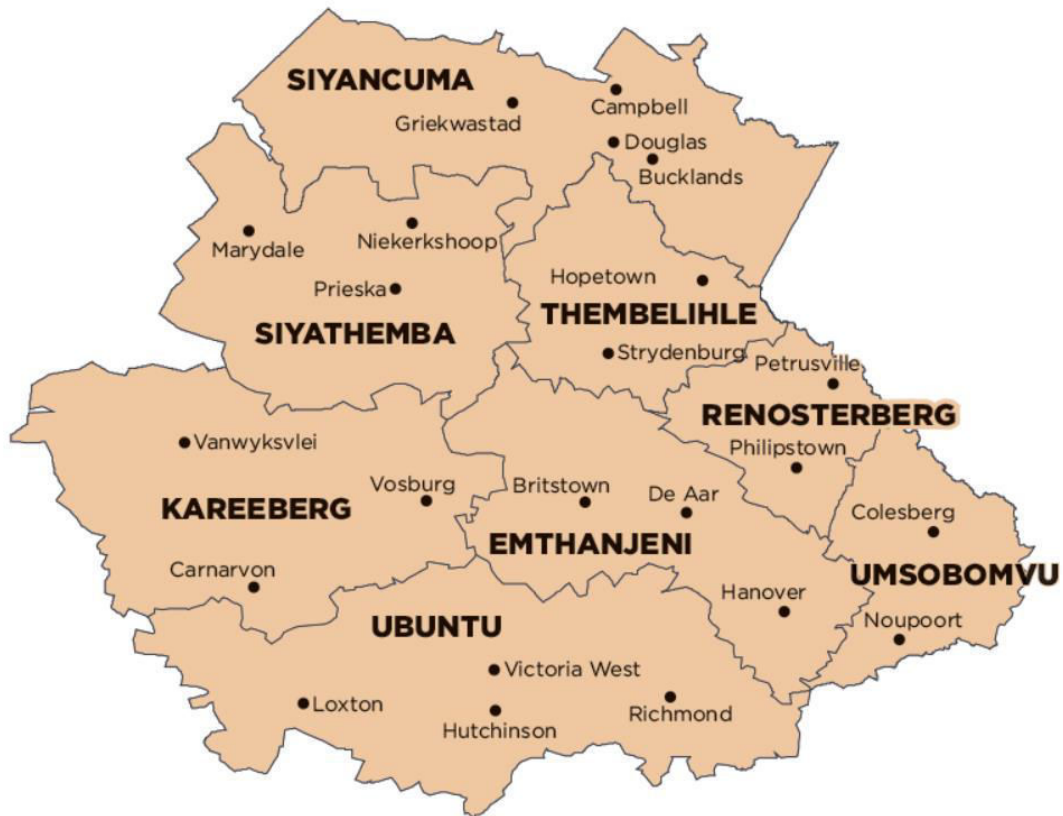 SIYANCUMA
Campbell
Griekwastad
Douglas
Bucklands
Marydale
Niekerkshoop
Hopetown
Prieska
THEMBELIHLE
SIYATHEMBA
Strydenburg
Petrusville
RENOSTERBERG
Vanwyksvlei
Philipstown
Vosburg
Britstown
De Aar
KAREEBERG
Colesberg
EMTHANJENI
Carnarvon
UMSOBOMVU
Hanover
UBUNTU
Noupoort
Victoria West
Loxton
Richmond
Hutchinson